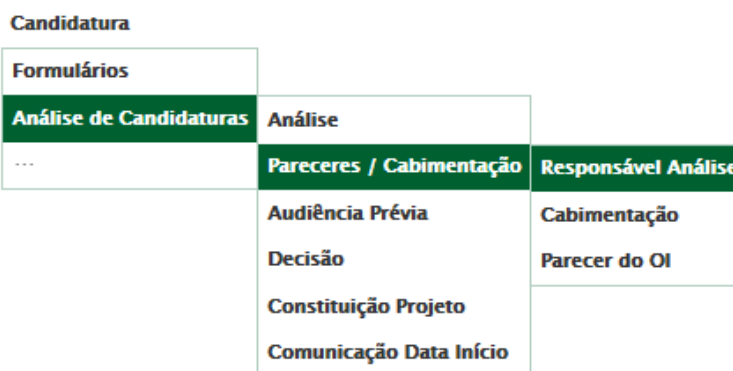 Candidatura
Formulários
Análise de Candidaturas
...
Análise
Pareceres / Cabimentação
Audiência Prévia
Decisão
Constituição Projeto
Comunicação Data Início
Responsável Análise
Cabimentação
Parecer do OI